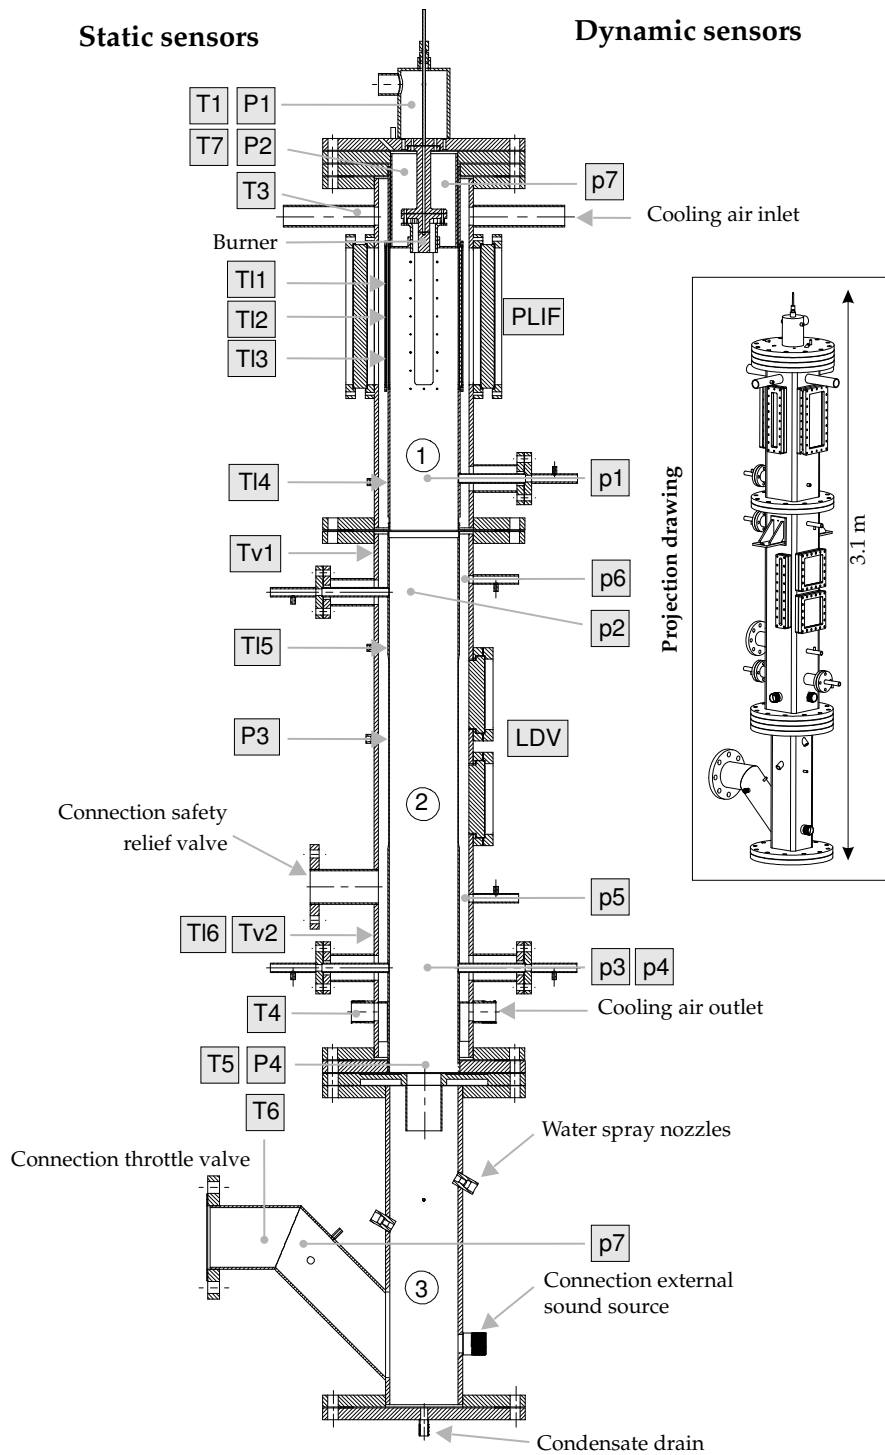 Static sensors
Dynamic sensors
T1 P1
T7 P2
p7
T3
Cooling air inlet
Burner
Tl1
Tl2
PLIF
Tl3
1
Tl4
p1
Projection drawing
3.1 m
Tv1
p6
p2
Tl5
P3
LDV
2
Connection safety
relief valve
p5
Tl6 Tv2
p3 p4
T4
Cooling air outlet
T5 P4
T6
Water spray nozzles
Connection throttle valve
p7
3
Connection external
sound source
Condensate drain